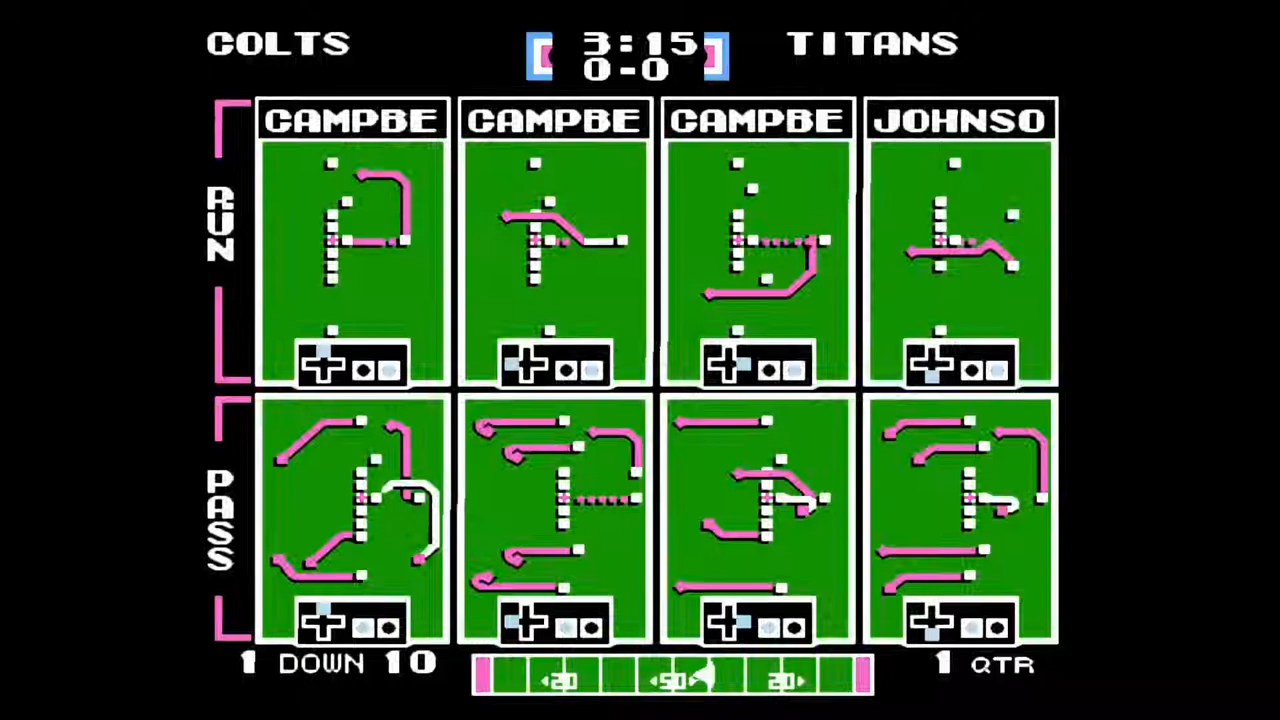 COLTS 3:15 TITANS
0-0
RUN
CAMPBE CAMPBE CAMPBE JOHNSO
PASS
1 DOWN 10 1 QTR
20 50 20